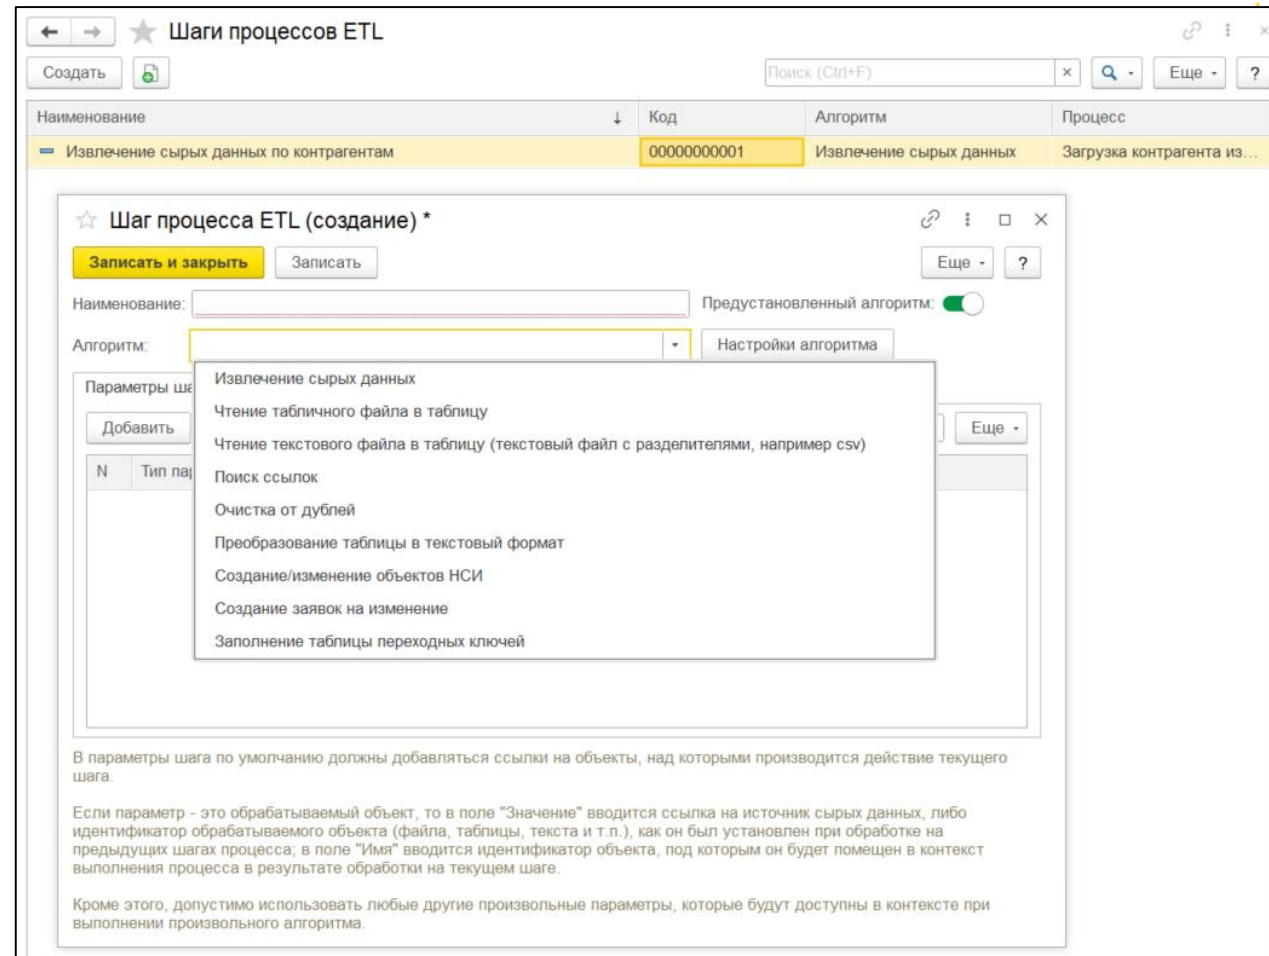 Шаги процессов ETL
Создать
Поиск (Ctrl+F)
×
Еще
?
Наименование ↓ Код Алгоритм Процесс
Извлечение сырых данных по контрагентам 00000000001 Извлечение сырых данных Загрузка контрагента из...
Шаг процесса ETL (создание) *
Записать и закрыть
Записать
Еще
?
Наименование:
Предустановленный алгоритм:
Алгоритм:
Настройки алгоритма
Извлечение сырых данных
Параметры ша
Чтение табличного файла в таблицу
Добавить
Еще
Чтение текстового файла в таблицу (текстовый файл с разделителями, например csv)
N Тип пар
Поиск ссылок
Очистка от дублей
Преобразование таблицы в текстовый формат
Создание/изменение объектов НСИ
Создание заявок на изменение
Заполнение таблицы переходных ключей
В параметры шага по умолчанию должны добавляться ссылки на объекты, над которыми производится действие текущего
шага.
Если параметр - это обрабатываемый объект, то в поле "Значение" вводится ссылка на источник сырых данных, либо
идентификатор обрабатываемого объекта (файла, таблицы, текста и т.п.), как он был установлен при обработке на
предыдущих шагах процесса; в поле "Имя" вводится идентификатор объекта, под которым он будет помещен в контекст
выполнения процесса в результате обработки на текущем шаге.
Кроме этого, допустимо использовать любые другие произвольные параметры, которые будут доступны в контексте при
выполнении произвольного алгоритма.